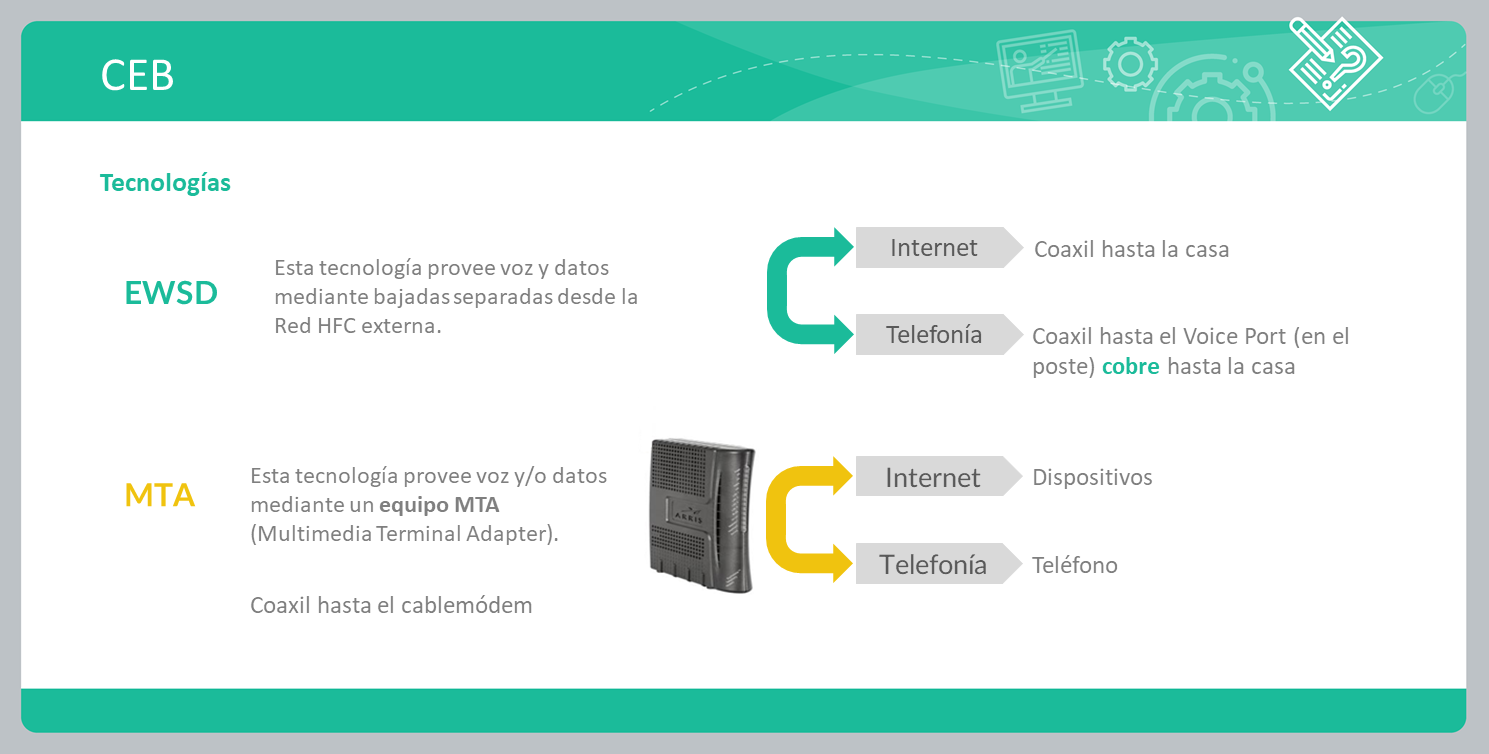 CEB
Tecnologías
EWSD
Esta tecnología provee voz y datos
mediante bajadas separadas desde la
Red HFC externa.
Internet
Coaxil hasta la casa
Telefonía
Coaxil hasta el Voice Port (en el
poste) cobre hasta la casa
MTA
Esta tecnología provee voz y/o datos
mediante un equipo MTA
(Multimedia Terminal Adapter).
Coaxil hasta el cablemódem
ARRIS
Internet
Dispositivos
Telefonía
Teléfono